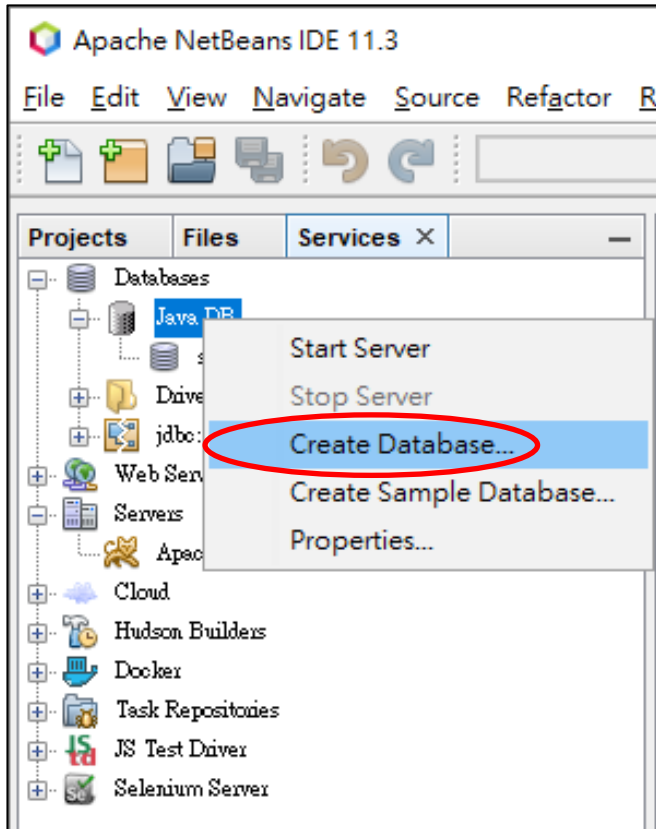 Apache NetBeans IDE 11.3
File Edit View Navigate Source Refactor R
Projects Files Services
Databases
Java DB
Start Server
Stop Server
Create Database...
jdbc:
Web Serv
Create Sample Database...
Servers
Properties...
Cloud
Hudson Builders
Docker
Task Repositories
JS Test Driver
Selenium Server